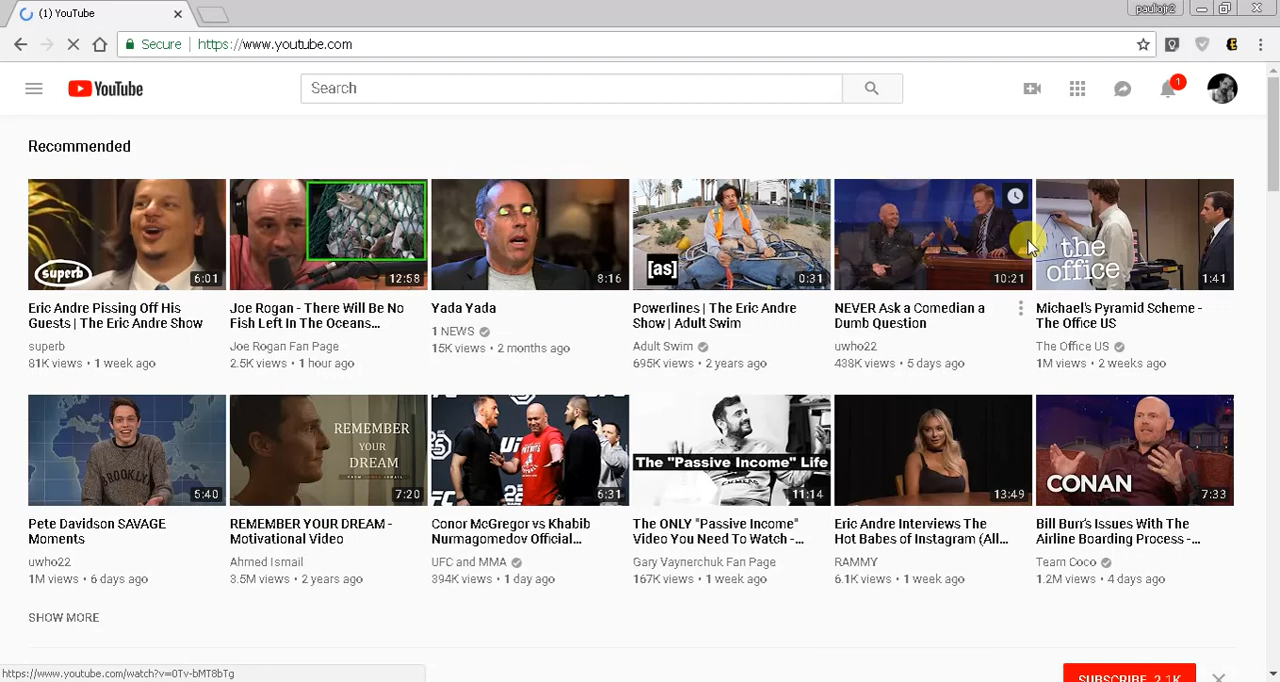 (1) YouTube
pauliojr2
Secure
https://www.youtube.com
YouTube
Search
1
Recommended
superb
6:01
12:58
8:16
[as]
0:31
10:21
the
office
1:41
Eric Andre Pissing Off His
Guests | The Eric Andre Show
superb
81K views • 1 week ago
Joe Rogan - There Will Be No
Fish Left In The Oceans...
Joe Rogan Fan Page
2.5K views • 1 hour ago
Yada Yada
1 NEWS
15K views • 2 months ago
Powerlines | The Eric Andre
Show | Adult Swim
Adult Swim
695K views • 2 years ago
NEVER Ask a Comedian a
Dumb Question
uwho22
438K views • 5 days ago
Michael's Pyramid Scheme -
The Office US
The Office US
1M views • 2 weeks ago
BROOKLYN
5:40
REMEMBER
YOUR
DREAM
7:20
6:31
The "Passive Income" Life
11:14
13:49
CONAN
7:33
Pete Davidson SAVAGE
Moments
uwho22
1M views • 6 days ago
REMEMBER YOUR DREAM -
Motivational Video
Ahmed Ismail
3.5M views • 2 years ago
Conor McGregor vs Khabib
Nurmagomedov Official...
UFC and MMA
394K views • 1 day ago
The ONLY "Passive Income"
Video You Need To Watch -...
Gary Vaynerchuk Fan Page
167K views • 1 week ago
Eric Andre Interviews The
Hot Babes of Instagram (All...
RAMMY
6.1K views • 1 week ago
Bill Burr's Issues With The
Airline Boarding Process -...
Team Coco
1.2M views • 4 days ago
SHOW MORE
https://www.youtube.com/watch?v=0Tv-bMT8bTg
SUBSCRIBE 2.1K